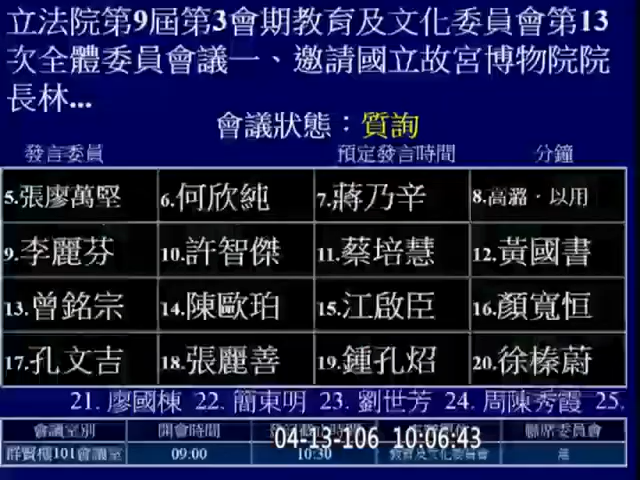 立法院第9屆第3會期教育及文化委員會第13
次全體委員會議一、邀請國立故宮博物院院
長林...
會議狀態：質詢
發言委員 預定發言時間 分鐘
5.張廖萬堅 6.何欣純 7.蔣乃辛 8.高潞．以用
9.李麗芬 10.許智傑 11.蔡培慧 12.黃國書
13.曾銘宗 14.陳歐珀 15.江啟臣 16.顏寬恒
17.孔文吉 18.張麗善 19.鍾孔炤 20.徐榛蔚
21. 廖國棟 22. 簡東明 23. 劉世芳 24. 周陳秀霞 25.
會議室別 開會時間 聯席委員會
04-13-106 10:06:43
群賢樓101會議室 09:00 10:30 教育及文化委員會 無